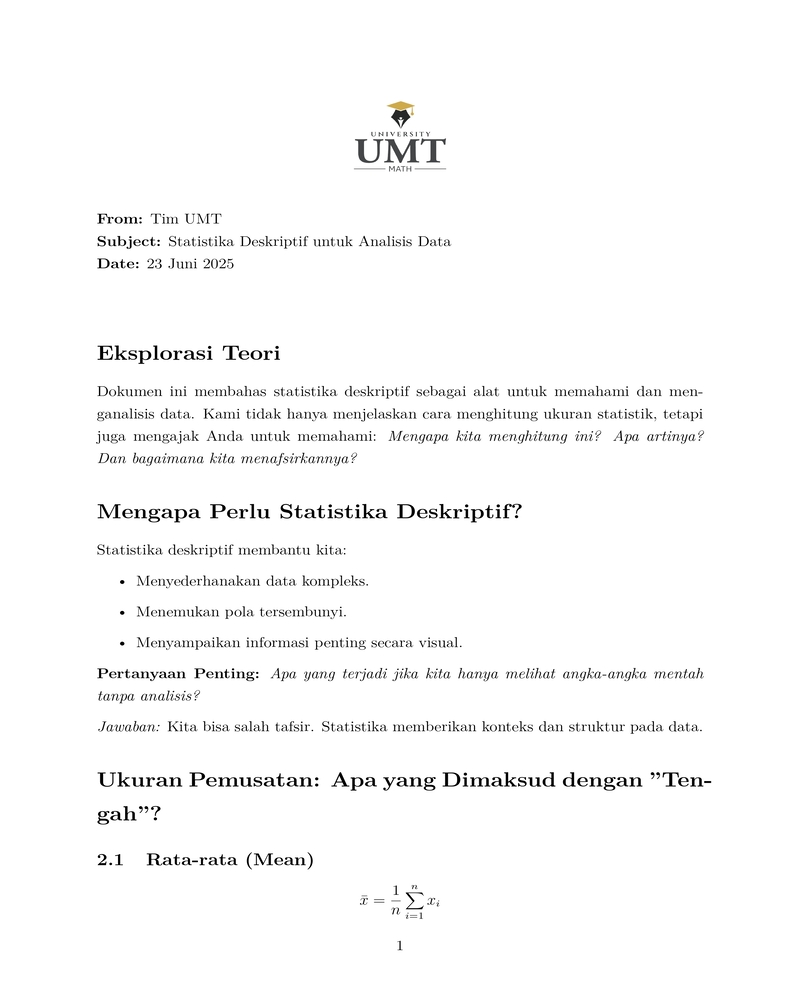 UNIVERSITY
UMT
MATH
From: Tim UMT
Subject: Statistika Deskriptif untuk Analisis Data
Date: 23 Juni 2025
Eksplorasi Teori
Dokumen ini membahas statistika deskriptif sebagai alat untuk memahami dan men-
ganalisis data. Kami tidak hanya menjelaskan cara menghitung ukuran statistik, tetapi
juga mengajak Anda untuk memahami: Mengapa kita menghitung ini? Apa artinya?
Dan bagaimana kita menafsirkannya?
Mengapa Perlu Statistika Deskriptif?
Statistika deskriptif membantu kita:
• Menyederhanakan data kompleks.
• Menemukan pola tersembunyi.
• Menyampaikan informasi penting secara visual.
Pertanyaan Penting: Apa yang terjadi jika kita hanya melihat angka-angka mentah
tanpa analisis?
Jawaban: Kita bisa salah tafsir. Statistika memberikan konteks dan struktur pada data.
Ukuran Pemusatan: Apa yang Dimaksud dengan ”Ten-
gah”?
2.1 Rata-rata (Mean)
x̄ = 1/n ∑_{i=1}^{n} x_i
1